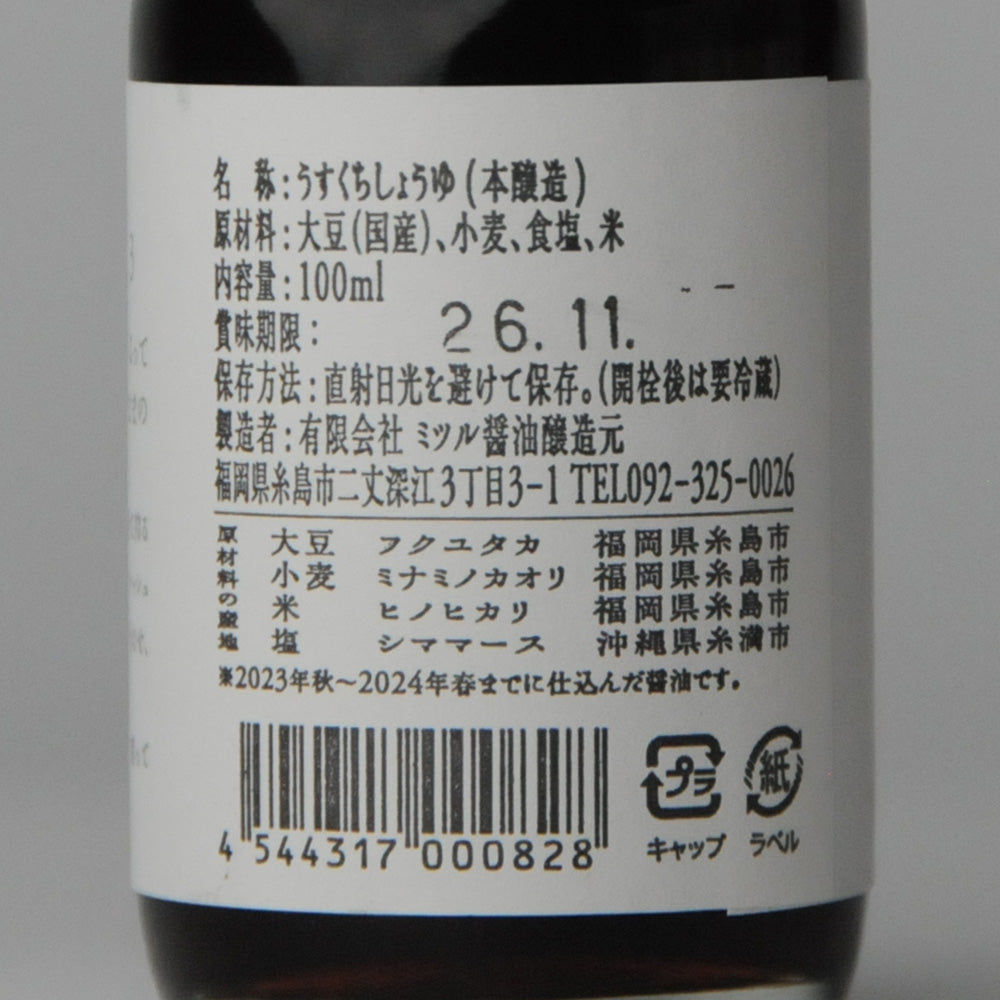 名 称：うすくちしょうゆ（本醸造）
原材料：大豆（国産）、小麦、食塩、米
内容量：100ml
賞味期限： 26.11.
保存方法：直射日光を避けて保存。（開栓後は要冷蔵）
製造者：有限会社 ミツル醤油醸造元
福岡県糸島市二丈深江3丁目3-1 TEL092-325-0026
原材料の産地
大豆 フクユタカ 福岡県糸島市
小麦 ミナミノカオリ 福岡県糸島市
米 ヒノヒカリ 福岡県糸島市
塩 シママース 沖縄県糸満市
※2023年秋～2024年春までに仕込んだ醤油です。
4 544317 000828
プラ 紙
キャップ ラベル